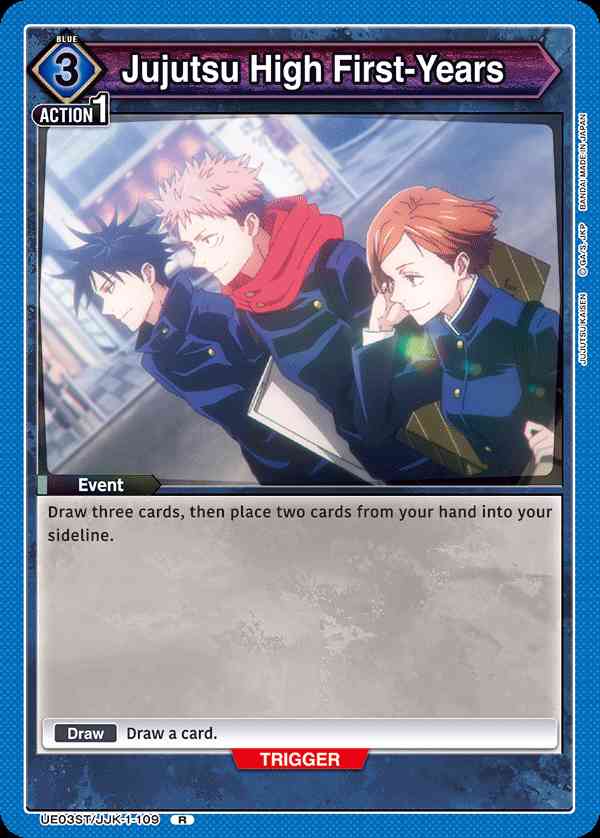 BLUE
3
Jujutsu High First-Years
ACTION 1
JUJUTSU KAISEN © GA/S, JKP BANDAI MADE IN JAPAN
Event
Draw three cards, then place two cards from your hand into your
sideline.
Draw Draw a card.
TRIGGER
UE03ST/JJK-1-109 R